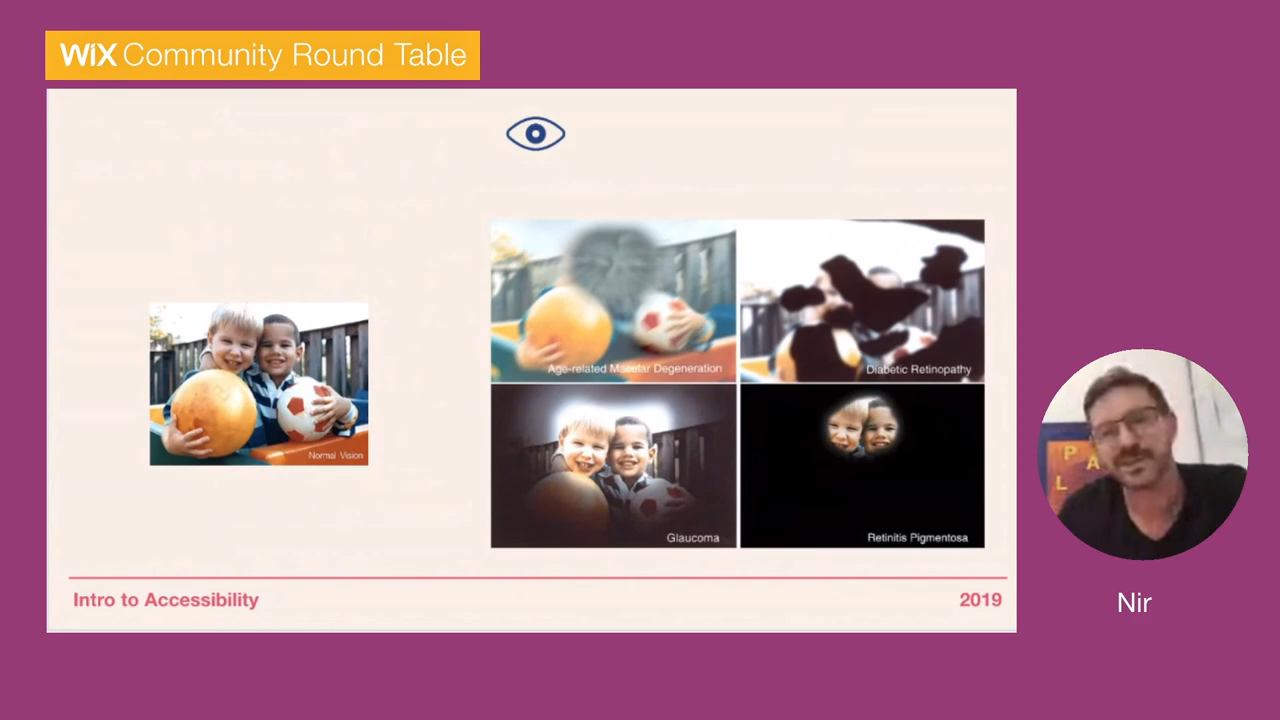 WiX Community Round Table
Normal Vision
Age-related Macular Degeneration
Diabetic Retinopathy
Glaucoma
Retinitis Pigmentosa
P
A
L
Nir
Intro to Accessibility
2019